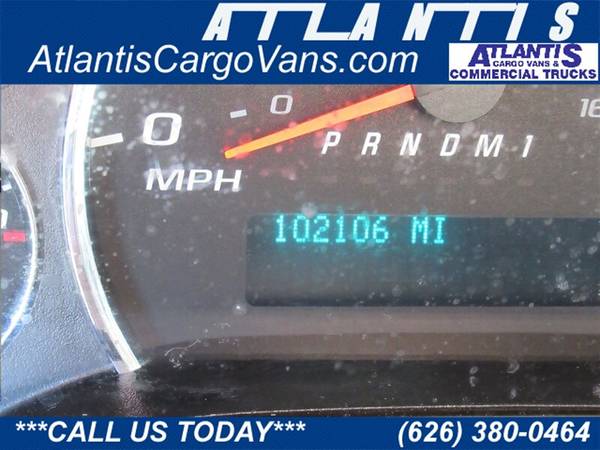 ATLANTIS
AtlantisCargoVans.com
ATLANTIS
CARGO VANS &
COMMERCIAL TRUCKS
0
0
16
P R N D M 1
MPH
102106 MI
***CALL US TODAY***
(626) 380-0464